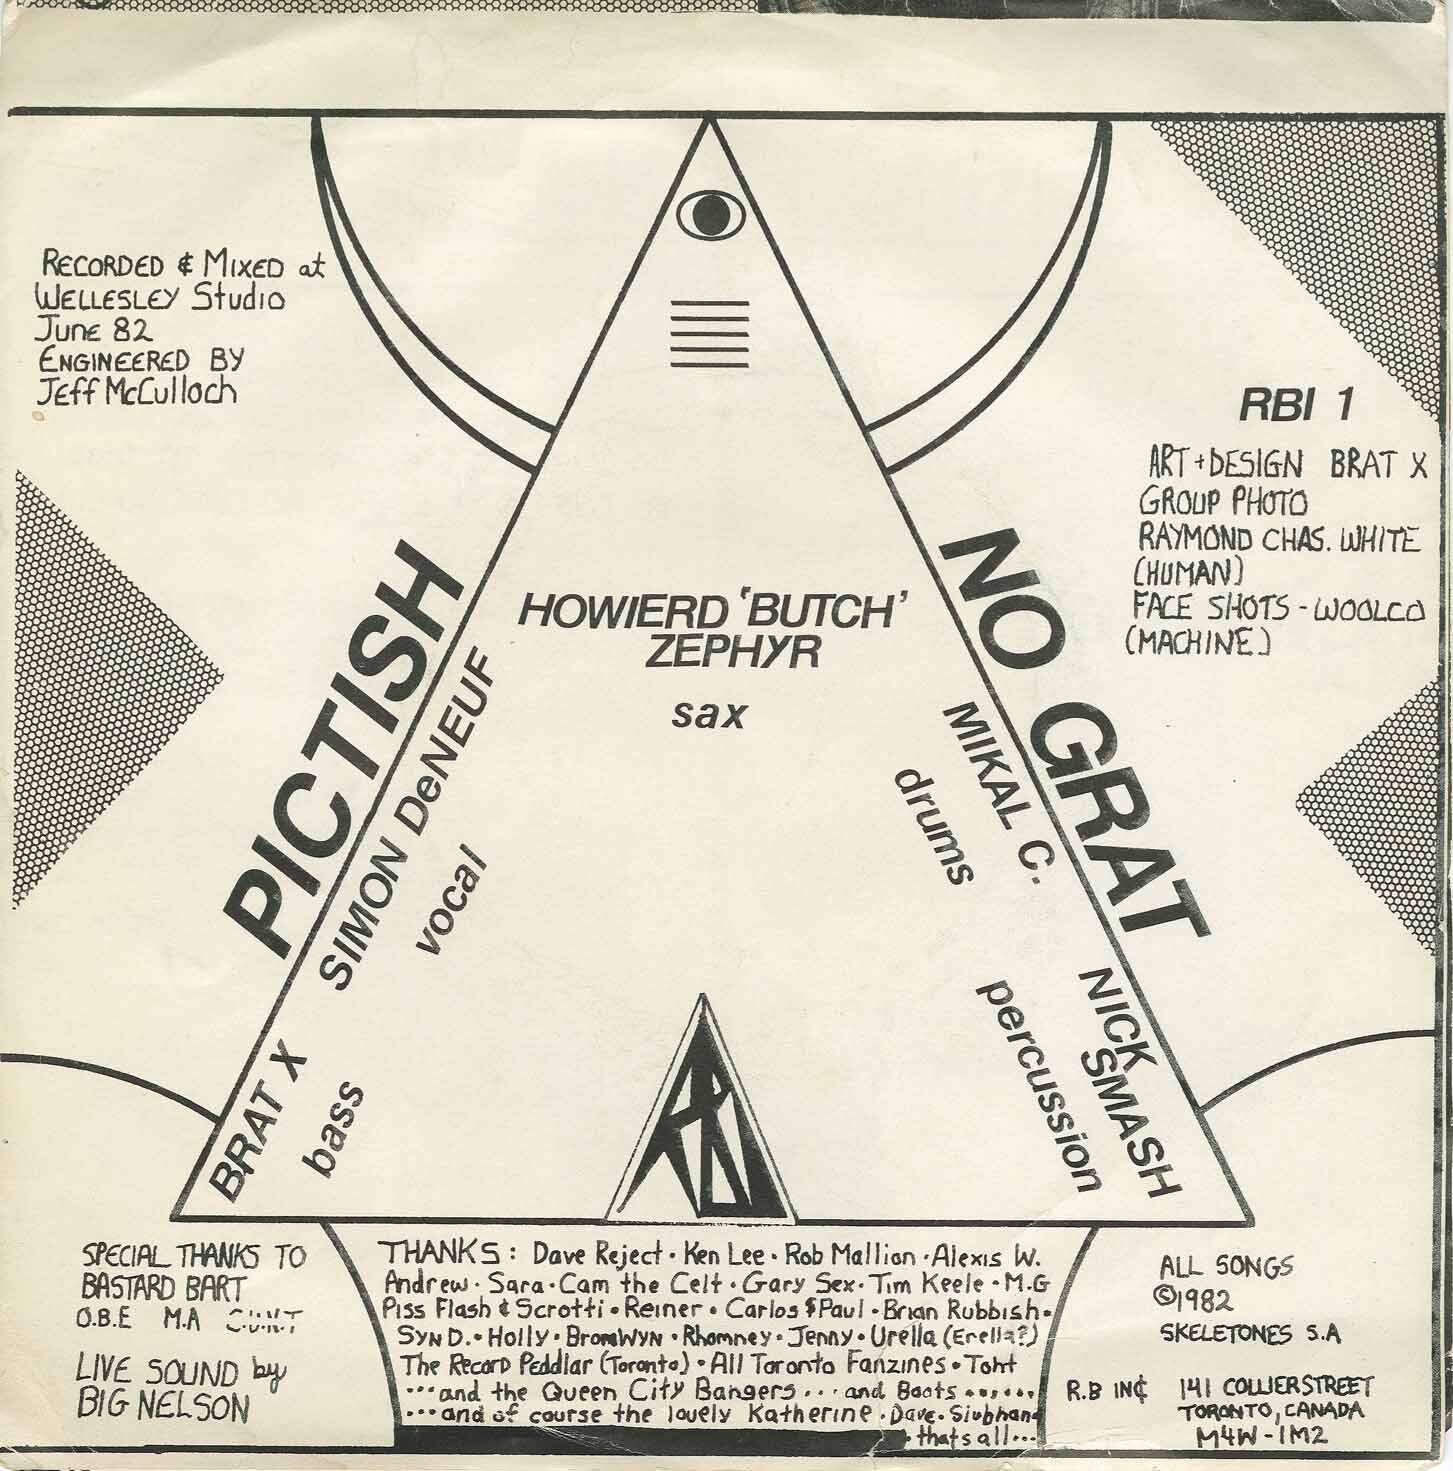 RECORDED & MIXED at
WELLESLEY Studio
June 82
ENGINEERED BY
Jeff McCulloch
RBI 1
ART + DESIGN BRAT X
GROUP PHOTO
RAYMOND CHAS. WHITE
(HUMAN)
FACE SHOTS - WOOLCO
(MACHINE)
PICTISH
NO GRAT
HOWIERD 'BUTCH'
ZEPHYR
sax
SIMON DeNEUF
vocal
MIKAL C.
drums
BRAT X
bass
NICK
SMASH
percussion
SPECIAL THANKS TO
BASTARD BART
O.B.E M.A C.U.N.T
LIVE SOUND by
BIG NELSON
THANKS: Dave Reject · Ken Lee · Rob Mallion · Alexis W.
Andrew · Sara · Cam the Celt · Gary Sex · Tim Keele · M.G
Piss Flash & Scrotti · Reiner · Carlos & Paul · Brian Rubbish ·
SYN D. · Holly · BromWYN · Rhomney · Jenny · Urella (Erella?)
The Record Peddlar (Toronto) · All Toronto Fanzines · Toht
...and the Queen City Bangers ... and Boots ......
...and of course the lovely Katherine · Dave · Siubhan
· thats all ...
ALL SONGS
©1982
SKELETONES S.A
R.B IN¢ 141 COLLIER STREET
TORONTO, CANADA
M4W-1M2